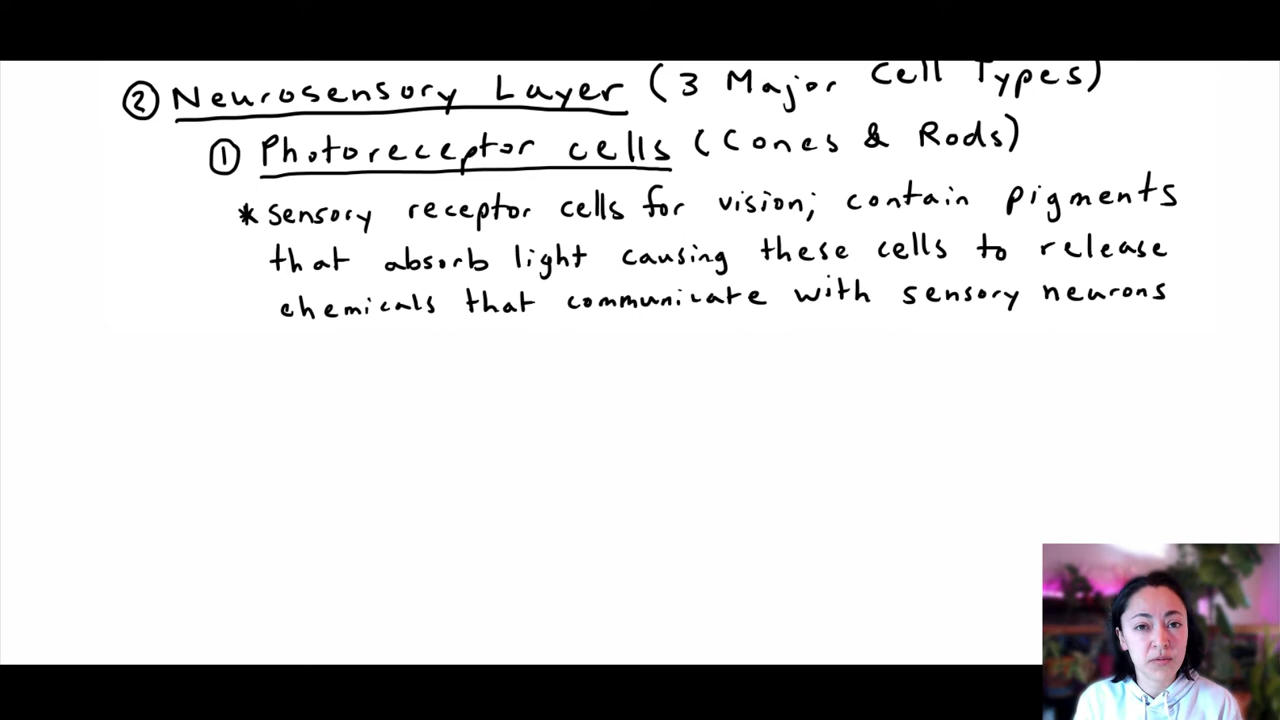 ② Neurosensory Layer (3 Major Cell Types)
① Photoreceptor cells (Cones & Rods)
* sensory receptor cells for vision; contain pigments
that absorb light causing these cells to release
chemicals that communicate with sensory neurons